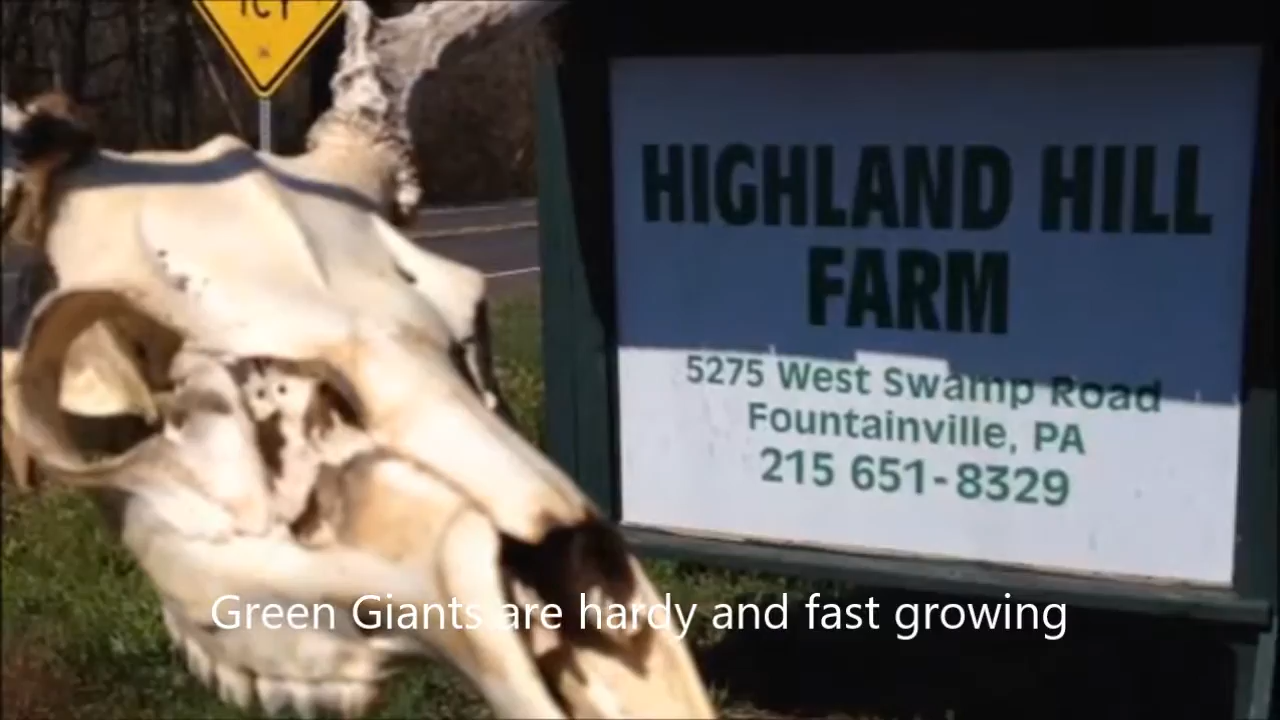 ICY
HIGHLAND HILL
FARM
5275 West Swamp Road
Fountainville, PA
215 651-8329
Green Giants are hardy and fast growing